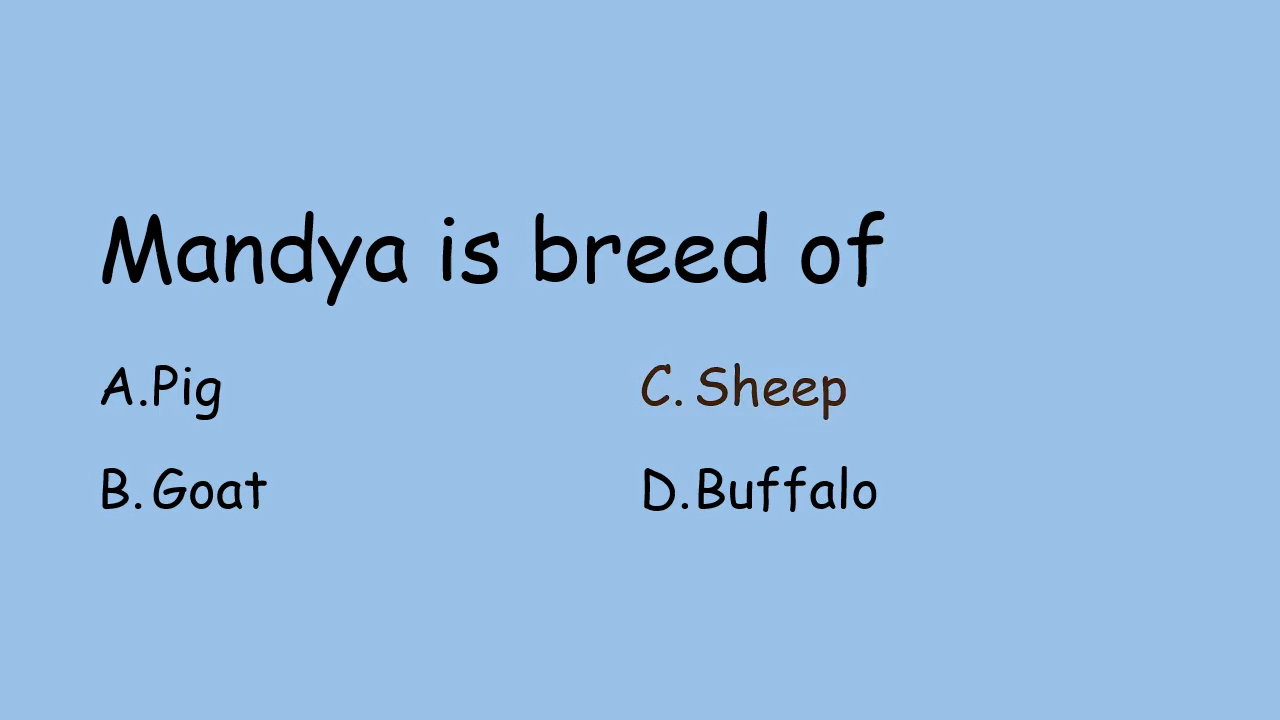 Mandya is breed of
A. Pig
B. Goat
C. Sheep
D. Buffalo